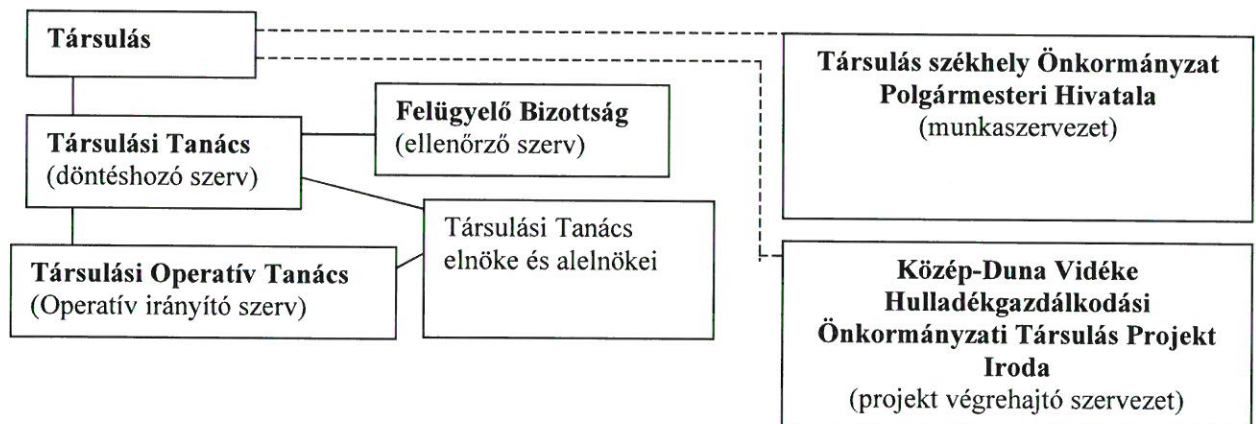 Társulás
Társulási Tanács
(döntéshozó szerv)
Felügyelő Bizottság
(ellenőrző szerv)
Társulási Tanács
elnöke és alelnökei
Társulási Operatív Tanács
(Operatív irányító szerv)
Társulás székhely Önkormányzat
Polgármesteri Hivatala
(munkaszervezet)
Közép-Duna Vidéke
Hulladékgazdálkodási
Önkormányzati Társulás Projekt
Iroda
(projekt végrehajtó szervezet)